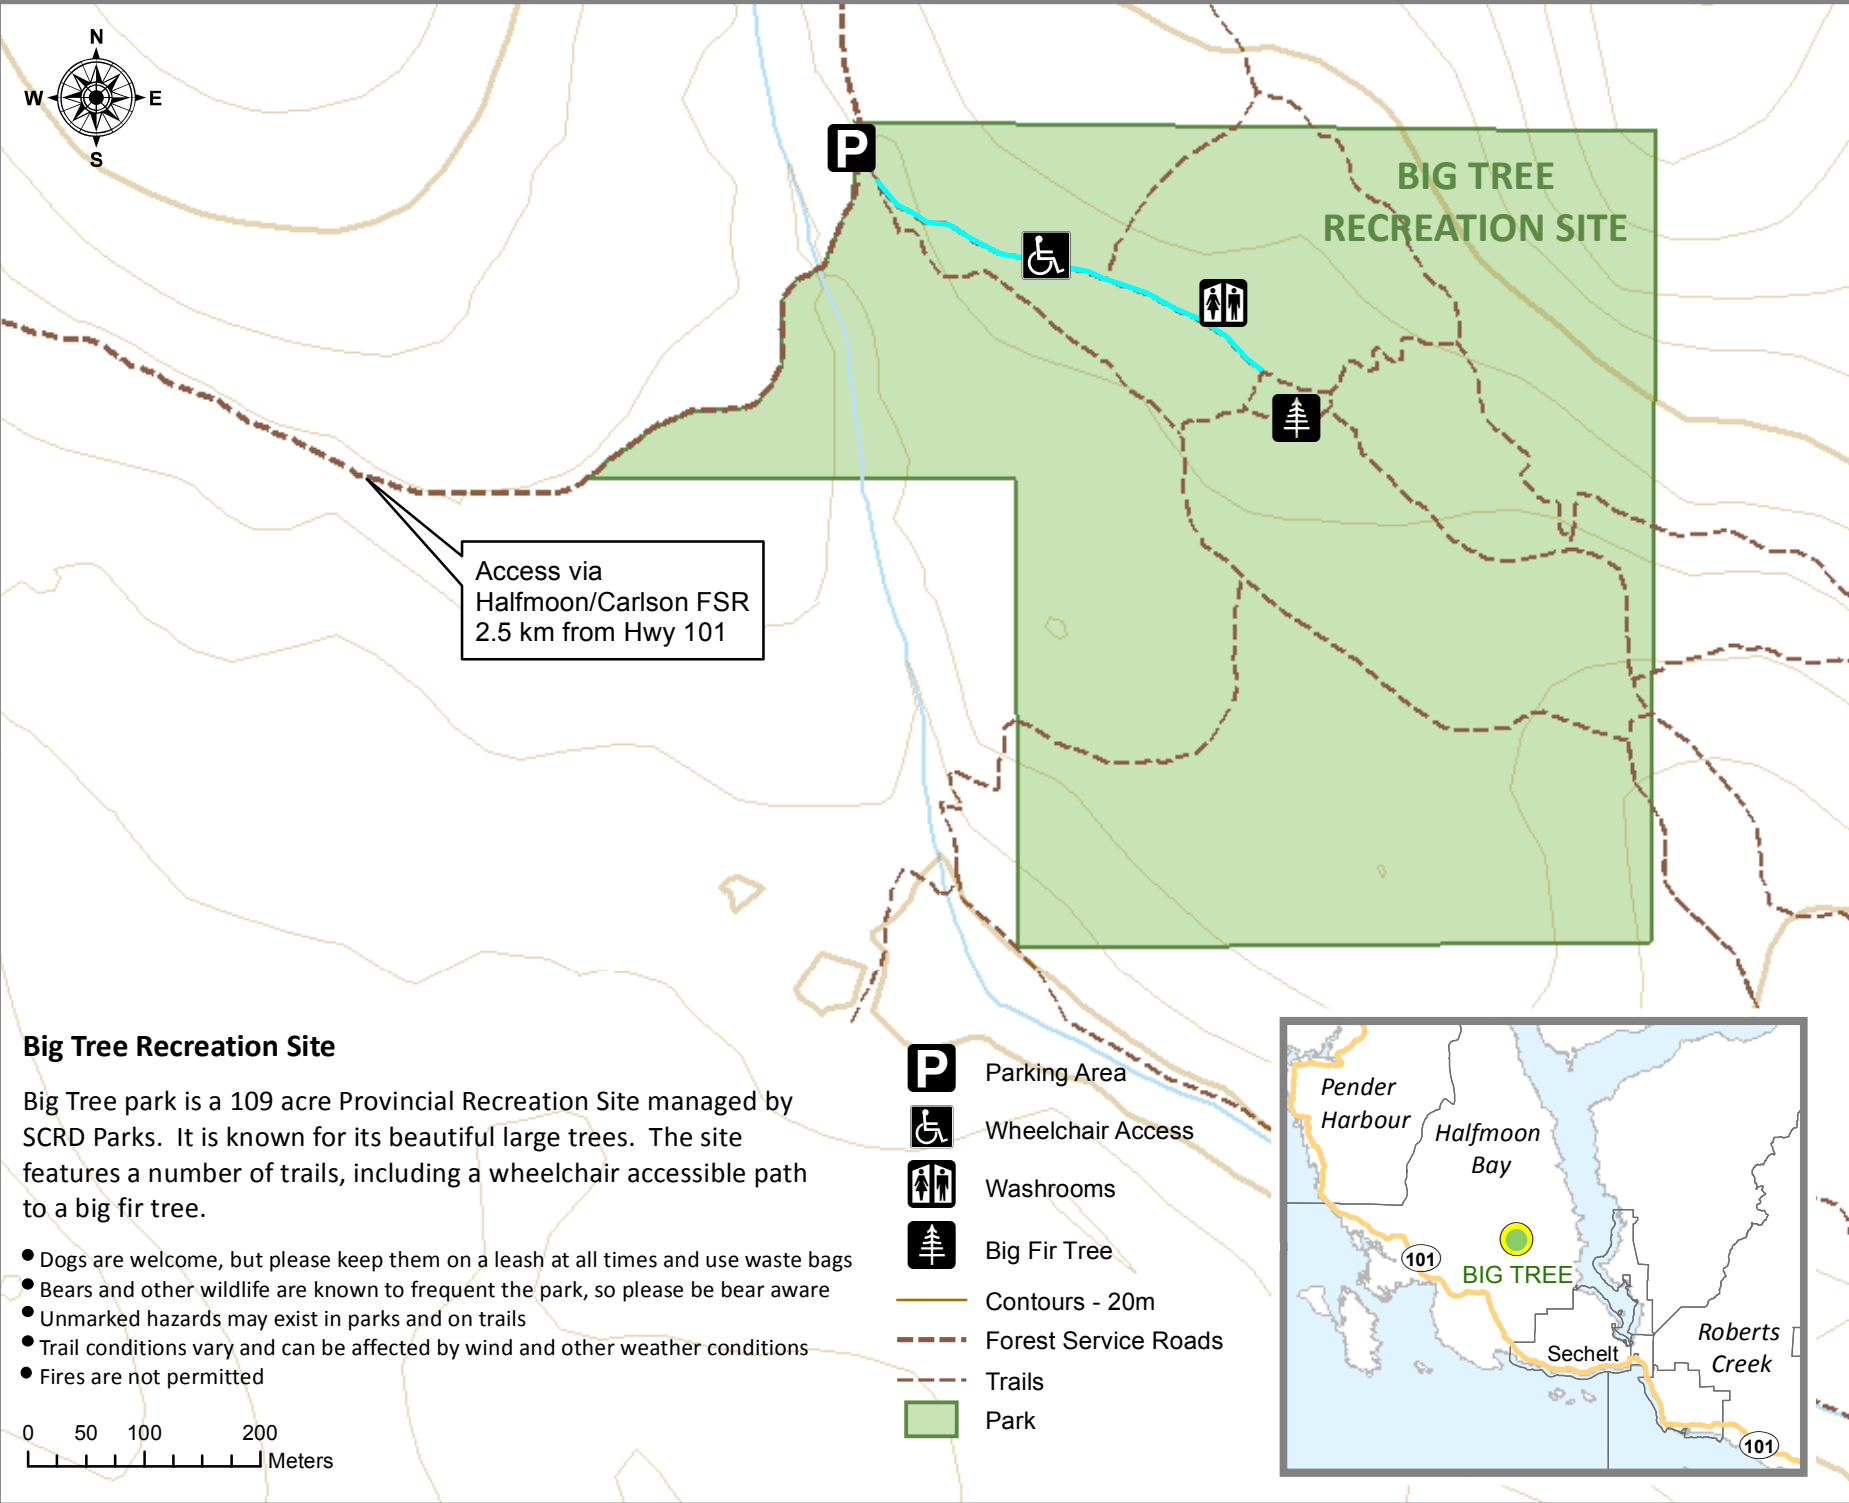 N
W E
S
P
BIG TREE
RECREATION SITE
Access via
Halfmoon/Carlson FSR
2.5 km from Hwy 101
Big Tree Recreation Site
Big Tree park is a 109 acre Provincial Recreation Site managed by
SCRD Parks. It is known for its beautiful large trees. The site
features a number of trails, including a wheelchair accessible path
to a big fir tree.
• Dogs are welcome, but please keep them on a leash at all times and use waste bags
• Bears and other wildlife are known to frequent the park, so please be bear aware
• Unmarked hazards may exist in parks and on trails
• Trail conditions vary and can be affected by wind and other weather conditions
• Fires are not permitted
0 50 100 200
Meters
P Parking Area
Wheelchair Access
Washrooms
Big Fir Tree
Contours - 20m
Forest Service Roads
Trails
Park
Pender
Harbour
Halfmoon
Bay
101
BIG TREE
Sechelt
Roberts
Creek
101